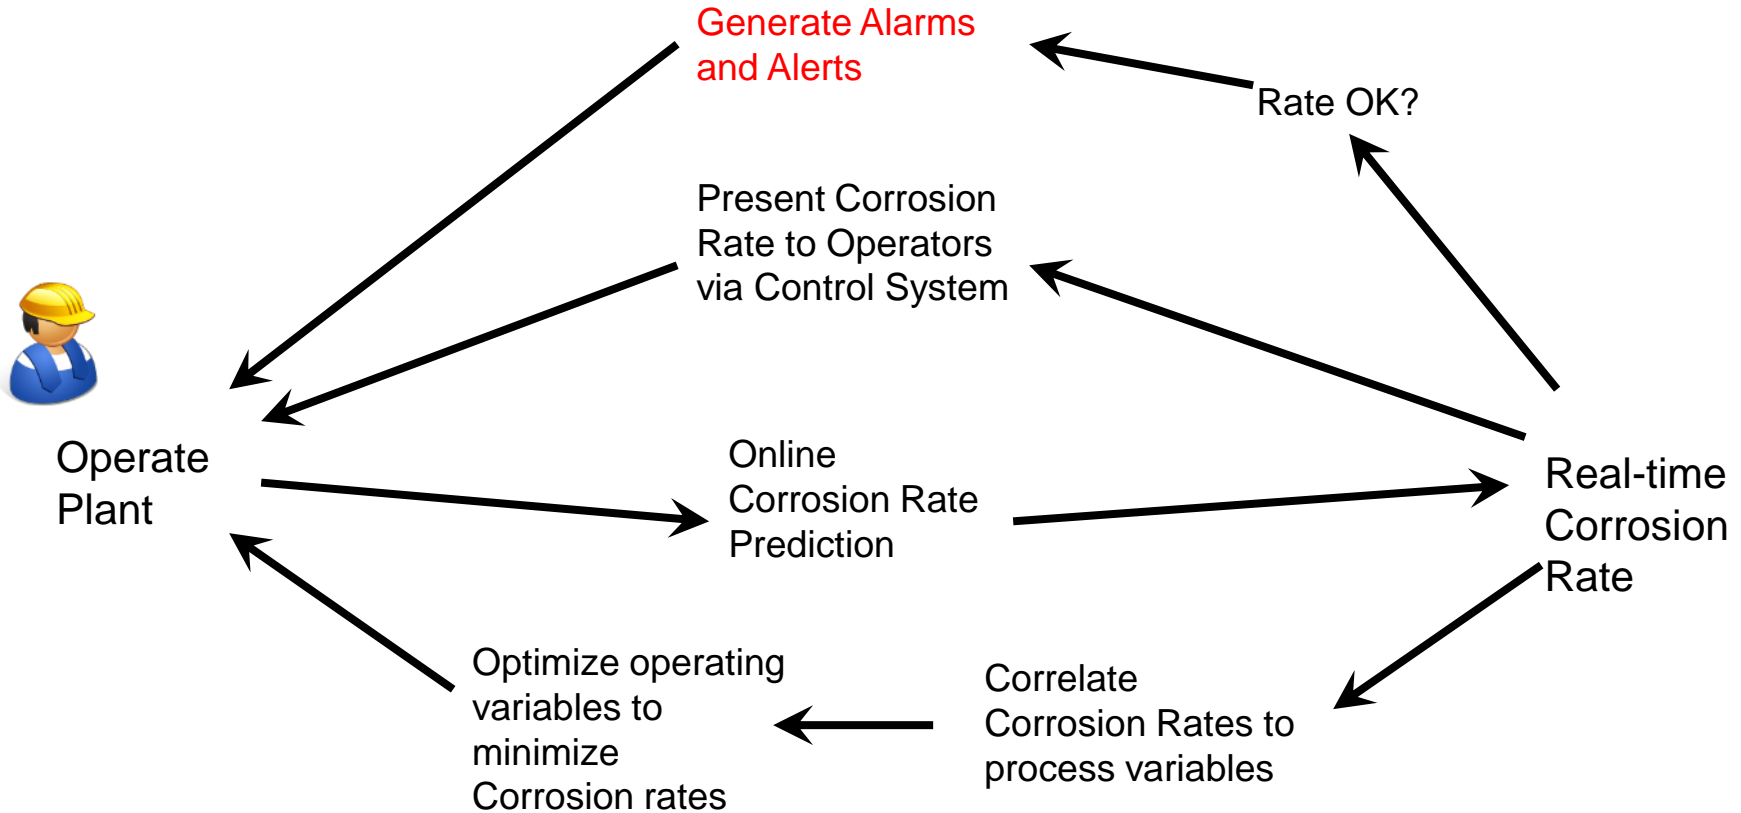 Generate Alarms
and Alerts
Rate OK?
Present Corrosion
Rate to Operators
via Control System
Operate
Plant
Online
Corrosion Rate
Prediction
Real-time
Corrosion
Rate
Optimize operating
variables to
minimize
Corrosion rates
Correlate
Corrosion Rates to
process variables